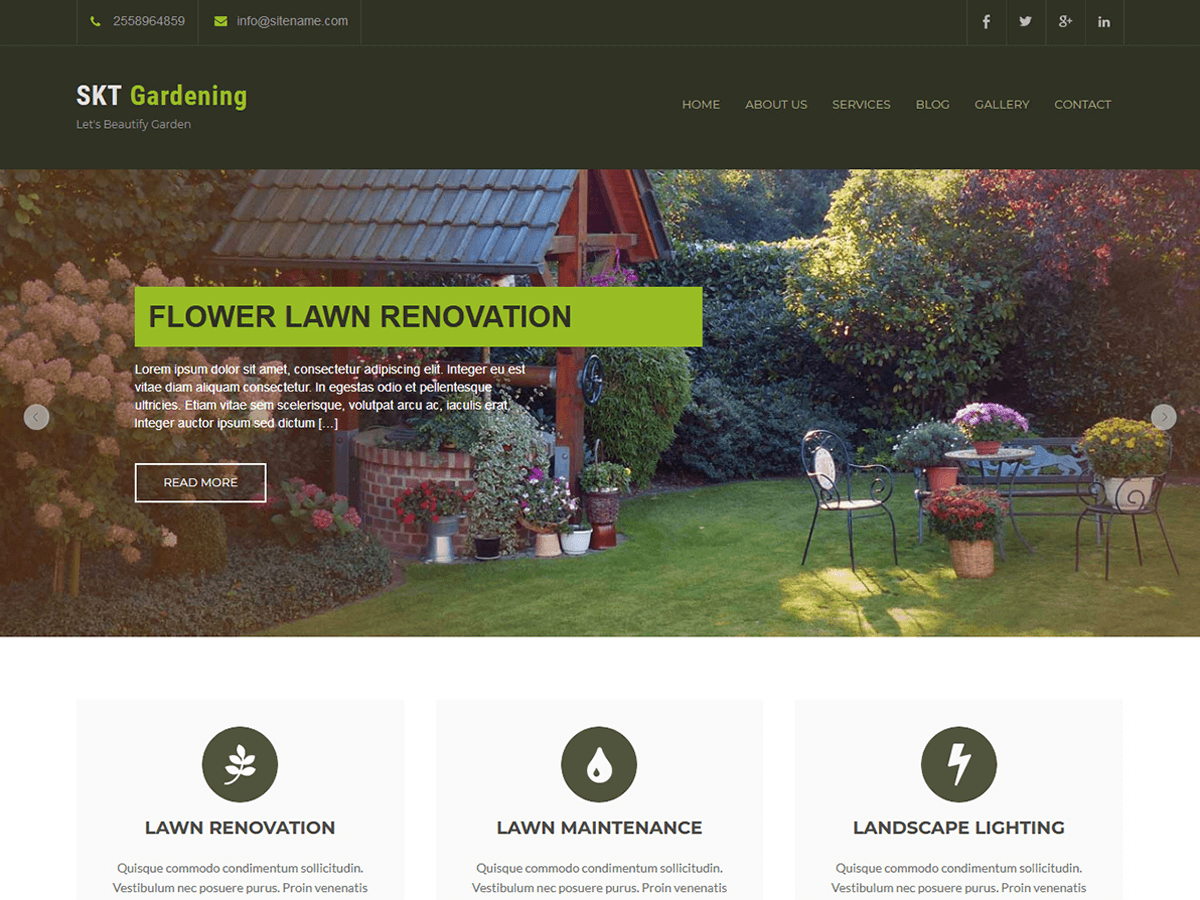 2558964859 info@sitename.com
SKT Gardening
Let's Beautify Garden
HOME ABOUT US SERVICES BLOG GALLERY CONTACT
FLOWER LAWN RENOVATION
Lorem ipsum dolor sit amet, consectetur adipiscing elit. Integer eu est
vitae diam aliquam consectetur. In egestas odio et pellentesque
ultricies. Etiam vitae sem scelerisque, volutpat arcu ac, iaculis erat.
Integer auctor ipsum sed dictum [...]
READ MORE
LAWN RENOVATION
Quisque commodo condimentum sollicitudin.
Vestibulum nec posuere purus. Proin venenatis
LAWN MAINTENANCE
Quisque commodo condimentum sollicitudin.
Vestibulum nec posuere purus. Proin venenatis
LANDSCAPE LIGHTING
Quisque commodo condimentum sollicitudin.
Vestibulum nec posuere purus. Proin venenatis